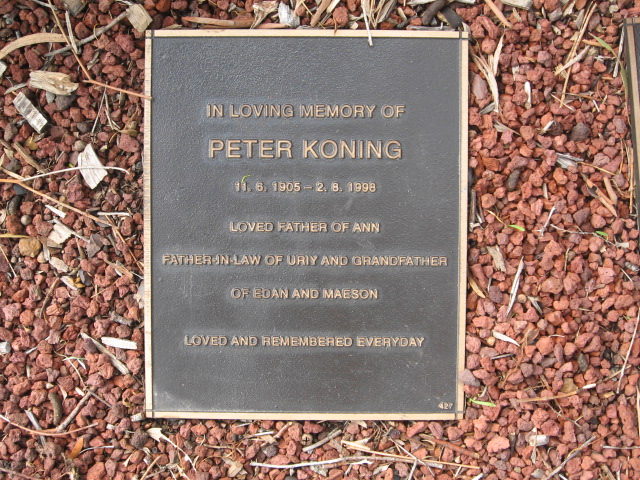 IN LOVING MEMORY OF
PETER KONING
11. 6. 1905 – 2. 8. 1998
LOVED FATHER OF ANN
FATHER-IN-LAW OF URIY AND GRANDFATHER
OF EDAN AND MAESON
LOVED AND REMEMBERED EVERYDAY
427